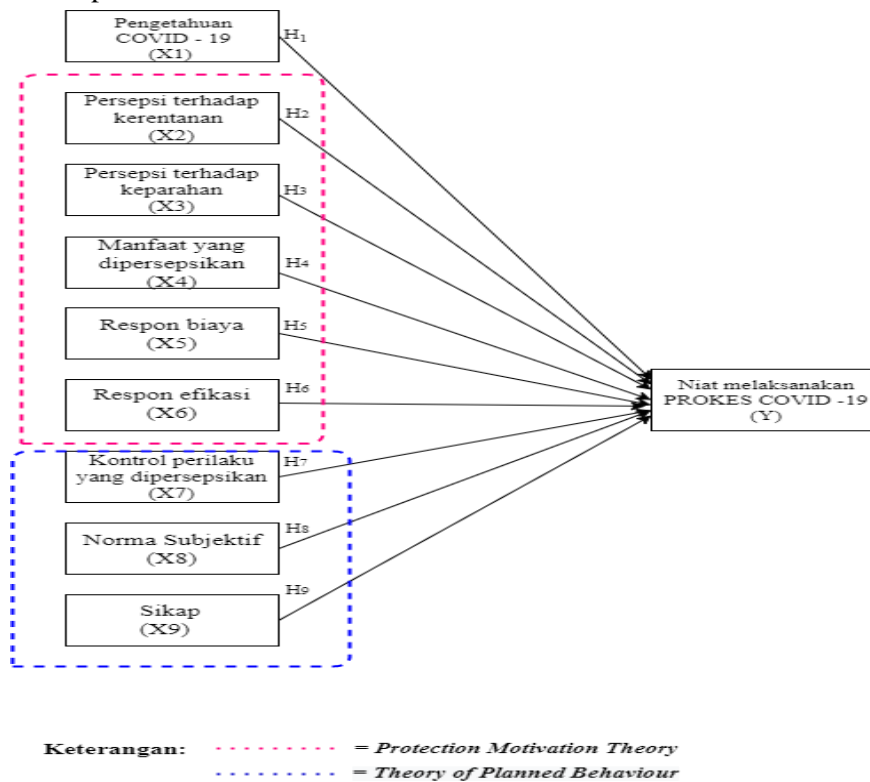 Pengetahuan
COVID - 19
(X1)
H1
Persepsi terhadap
kerentanan
(X2)
H2
Persepsi terhadap
keparahan
(X3)
H3
Manfaat yang
dipersepsikan
(X4)
H4
Respon biaya
(X5)
H5
Respon efikasi
(X6)
H6
Kontrol perilaku
yang dipersepsikan
(X7)
H7
Norma Subjektif
(X8)
H8
Sikap
(X9)
H9
Niat melaksanakan
PROKES COVID -19
(Y)
Keterangan:
= Protection Motivation Theory
= Theory of Planned Behaviour